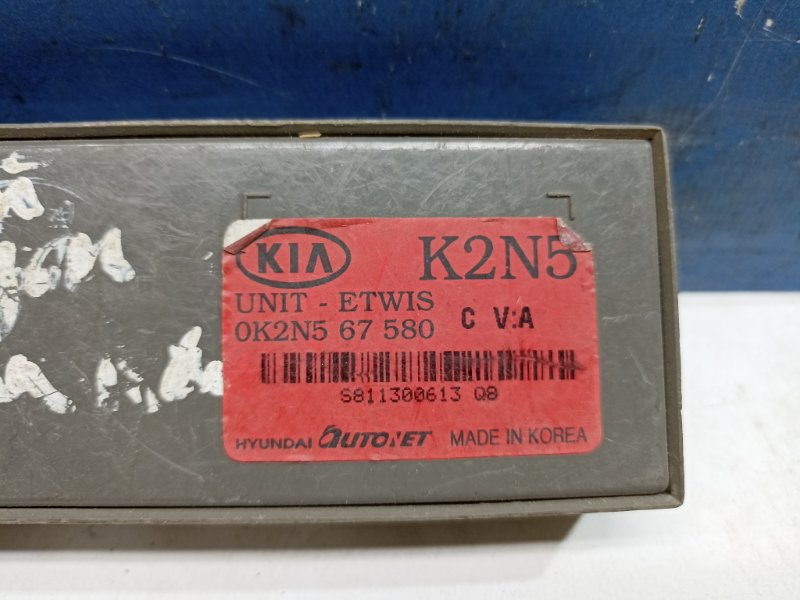 KIA K2N5
UNIT - ETWIS
0K2N5 67 580 C V:A
S811300613 Q8
HYUNDAI AUTONET MADE IN KOREA